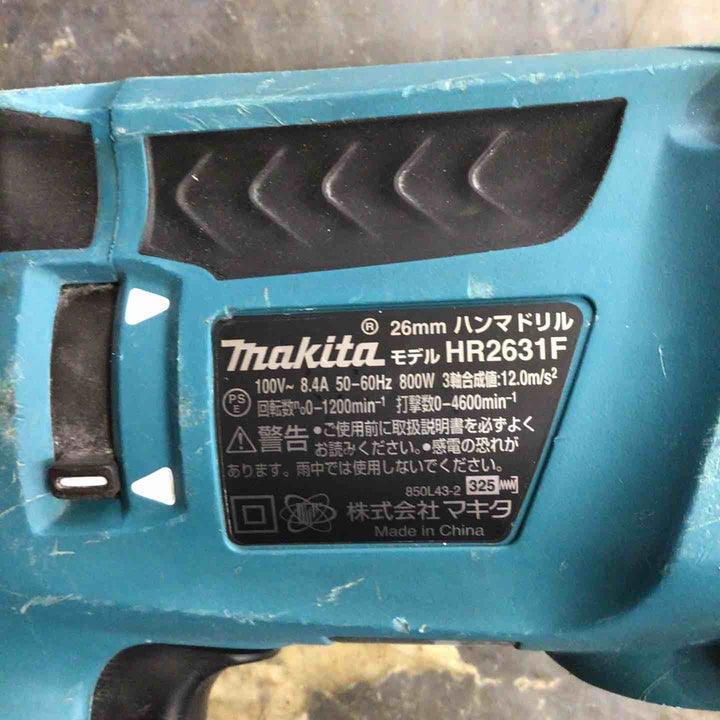 ® 26mm ハンマドリル
makita モデル HR2631F
100V~ 8.4A 50-60Hz 800W 3軸合成値:12.0m/s²
PSE 回転数n₀0-1200min⁻¹ 打撃数0-4600min⁻¹
警告 ●ご使用前に取扱説明書を必ずよく
お読みください。●感電の恐れが
あります。雨中では使用しないでください。
850L43-2 325
株式会社 マキタ
Made in China